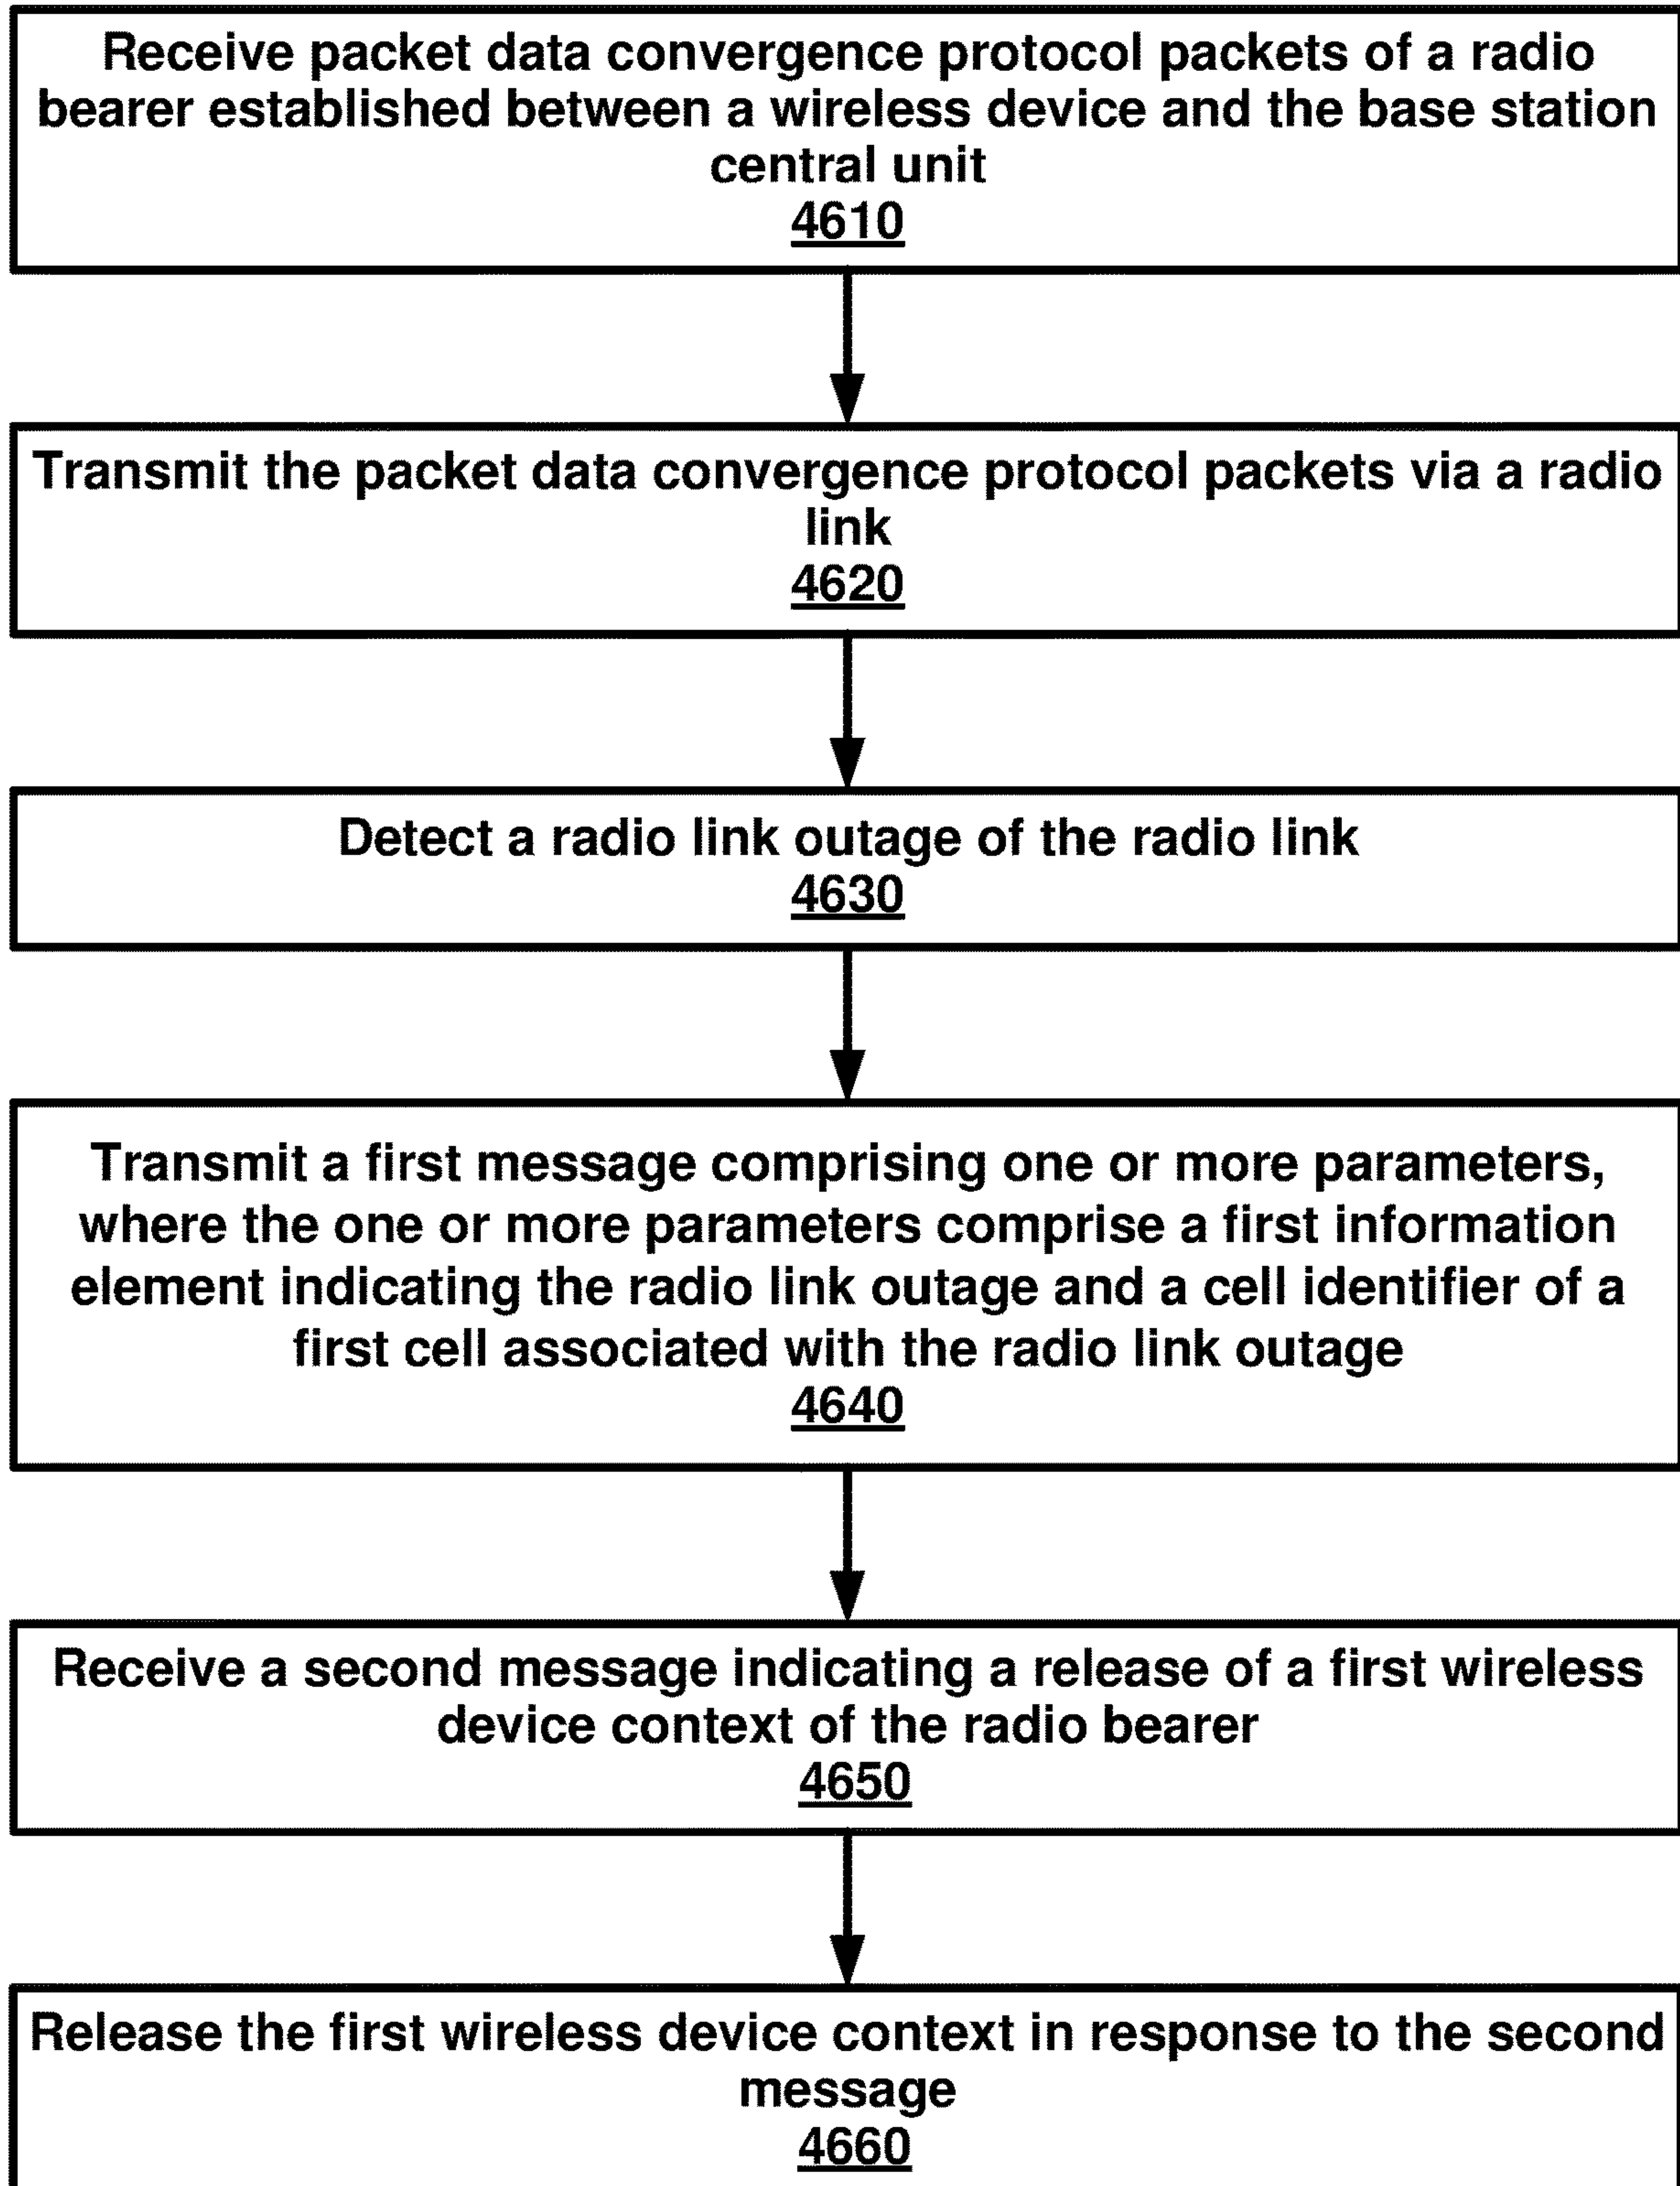 Receive packet data convergence protocol packets of a radio
bearer established between a wireless device and the base station
central unit
4610
Transmit the packet data convergence protocol packets via a radio
link
4620
Detect a radio link outage of the radio link
4630
Transmit a first message comprising one or more parameters,
where the one or more parameters comprise a first information
element indicating the radio link outage and a cell identifier of a
first cell associated with the radio link outage
4640
Receive a second message indicating a release of a first wireless
device context of the radio bearer
4650
Release the first wireless device context in response to the second
message
4660